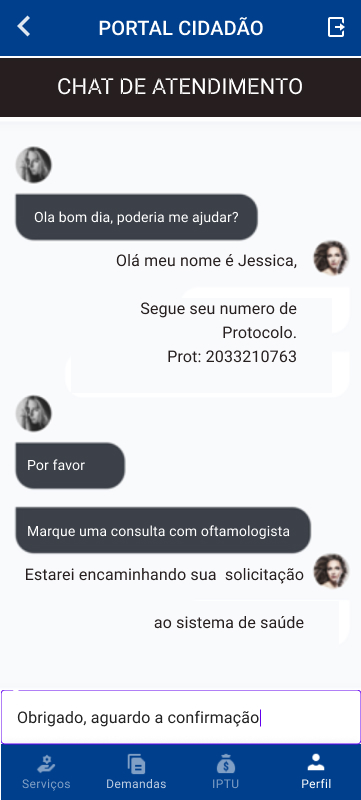 PORTAL CIDADÃO
CHAT DE ATENDIMENTO
Ola bom dia, poderia me ajudar?
Olá meu nome é Jessica,
Segue seu numero de
Protocolo.
Prot: 2033210763
Por favor
Marque uma consulta com oftamologista
Estarei encaminhando sua solicitação
ao sistema de saúde
Obrigado, aguardo a confirmação
Serviços
Demandas
IPTU
Perfil